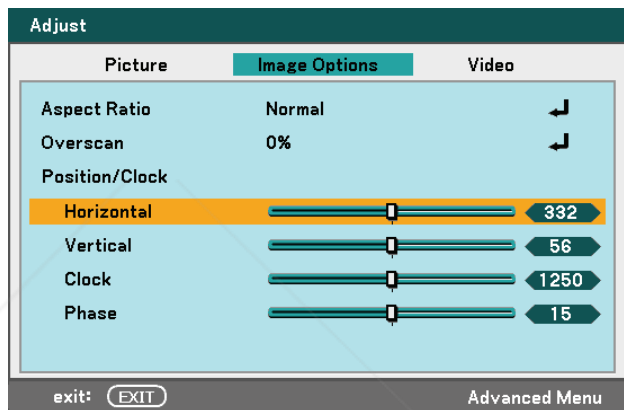 Adjust
Picture Image Options Video
Aspect Ratio Normal
Overscan 0%
Position/Clock
Horizontal 332
Vertical 56
Clock 1250
Phase 15
exit: EXIT Advanced Menu